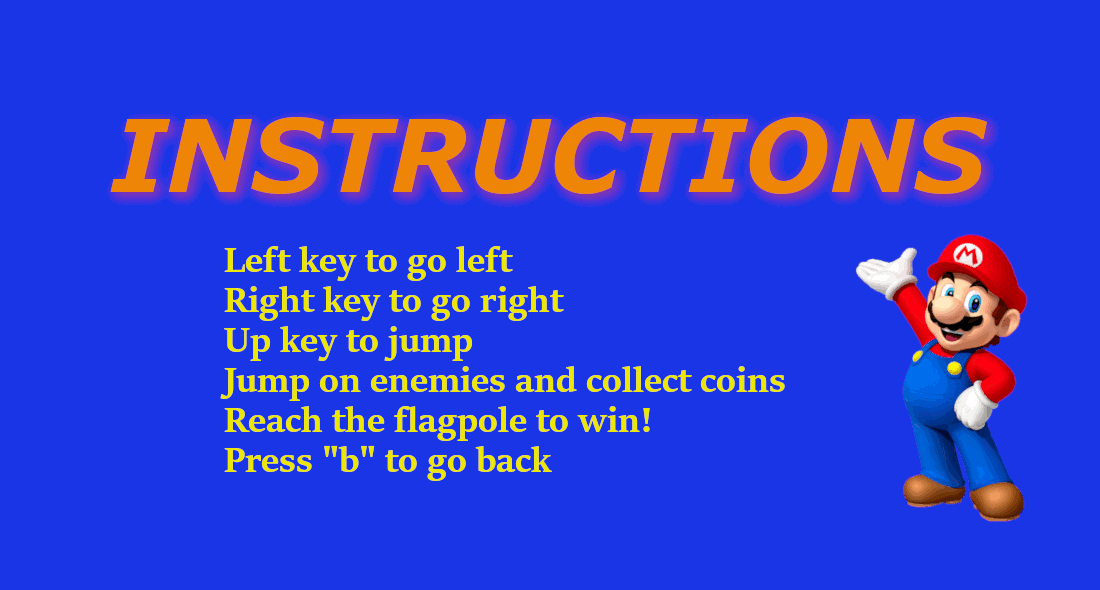 INSTRUCTIONS
Left key to go left
Right key to go right
Up key to jump
Jump on enemies and collect coins
Reach the flagpole to win!
Press "b" to go back
M